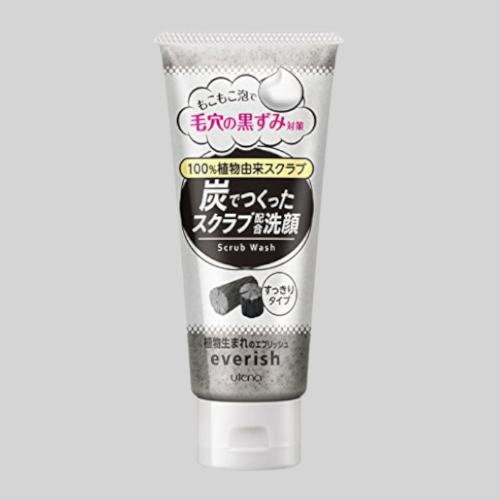 もこもこ泡で
毛穴の黒ずみ対策
100%植物由来スクラブ
炭でつくった
スクラブ配合洗顔
Scrub Wash
すっきり
タイプ
植物生まれのエブリッシュ
everish
utena